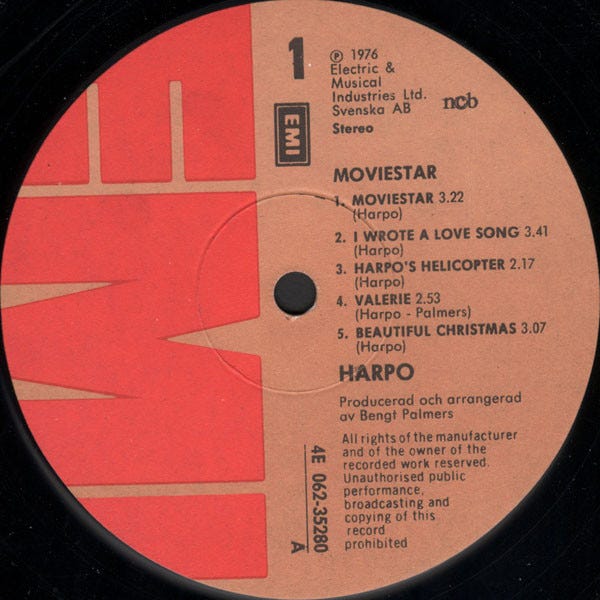 1
℗ 1976
Electric &
Musical
Industries Ltd.
Svenska AB
ncb
Stereo
EMI
MOVIESTAR
1. MOVIESTAR 3.22
(Harpo)
2. I WROTE A LOVE SONG 3.41
(Harpo)
3. HARPO'S HELICOPTER 2.17
(Harpo)
4. VALERIE 2.53
(Harpo - Palmers)
5. BEAUTIFUL CHRISTMAS 3.07
(Harpo)
HARPO
Producerad och arrangerad
av Bengt Palmers
All rights of the manufacturer
and of the owner of the
recorded work reserved.
Unauthorised public
performance,
broadcasting and
copying of this
record
prohibited
4E 062-35280
A
EMI